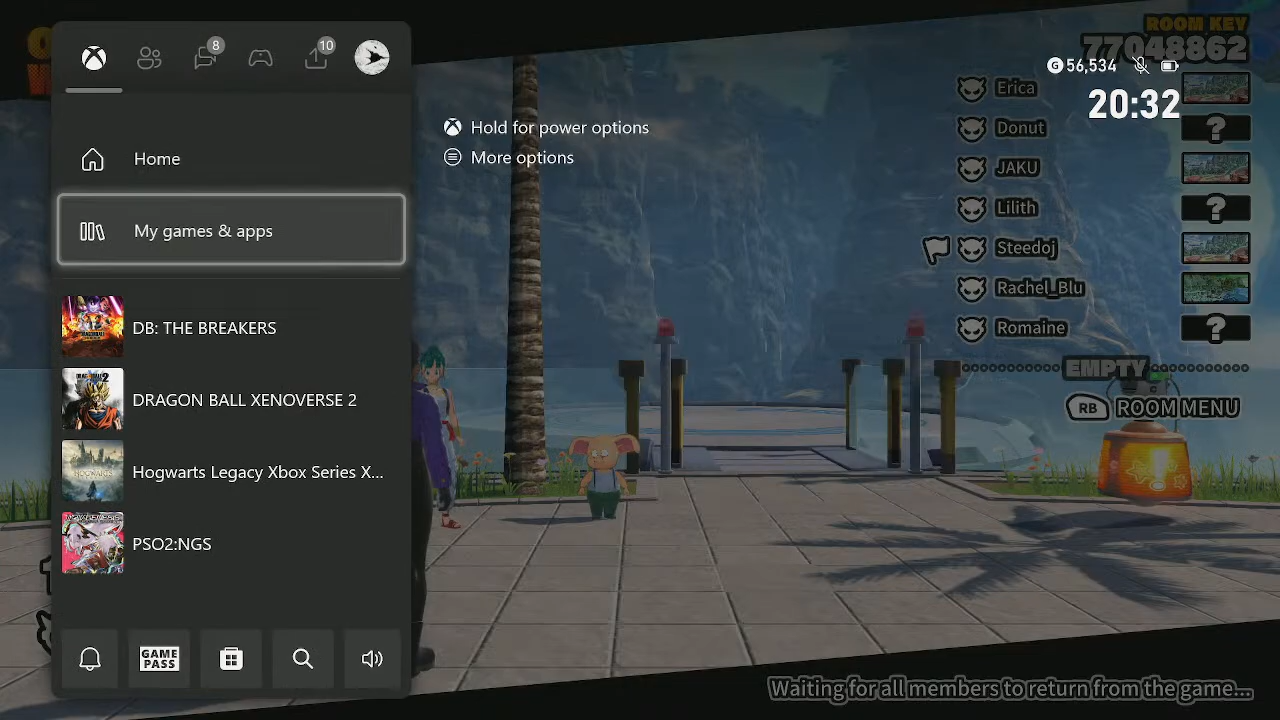 8
10
Home
My games & apps
DB: THE BREAKERS
DRAGON BALL XENOVERSE 2
Hogwarts Legacy Xbox Series X...
PSO2:NGS
GAME
PASS
Hold for power options
More options
ROOM KEY
77048862
G 56,534
20:32
Erica
Donut
?
JAKU
Lilith
?
Steedoj
Rachel_Blu
Romaine
?
EMPTY
RB ROOM MENU
Waiting for all members to return from the game...